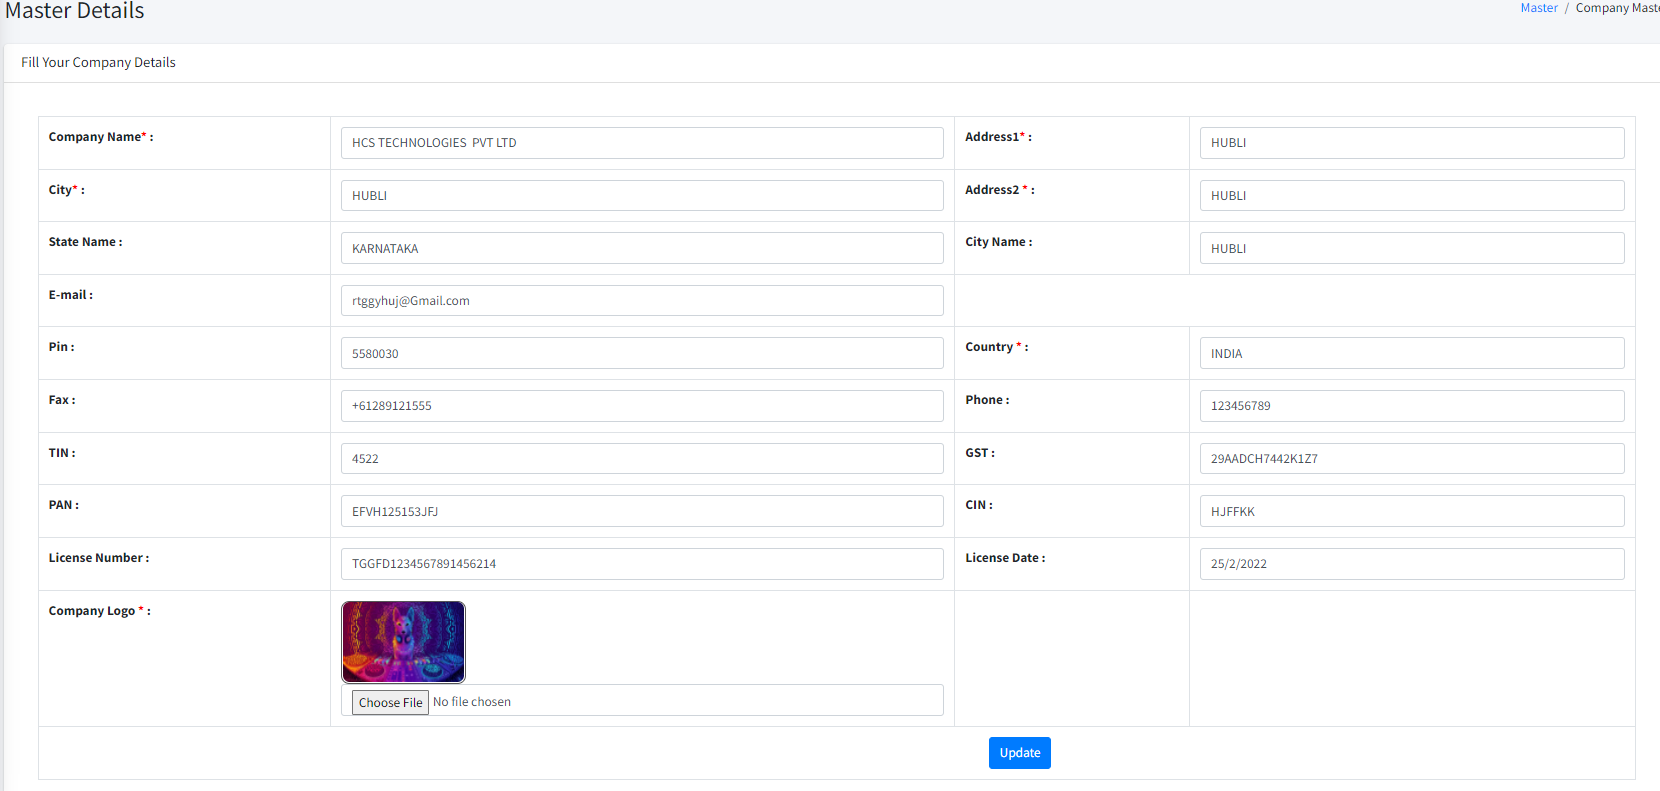 Master Details
Master / Company Maste
Fill Your Company Details
Company Name* : HCS TECHNOLOGIES  PVT LTD Address1* : HUBLI
City* : HUBLI Address2 * : HUBLI
State Name : KARNATAKA City Name : HUBLI
E-mail : rtggyhuj@Gmail.com
Pin : 5580030 Country * : INDIA
Fax : +61289121555 Phone : 123456789
TIN : 4522 GST : 29AADCH7442K1Z7
PAN : EFVH125153JFJ CIN : HJFFKK
License Number : TGGFD1234567891456214 License Date : 25/2/2022
Company Logo * :
Choose File No file chosen
Update